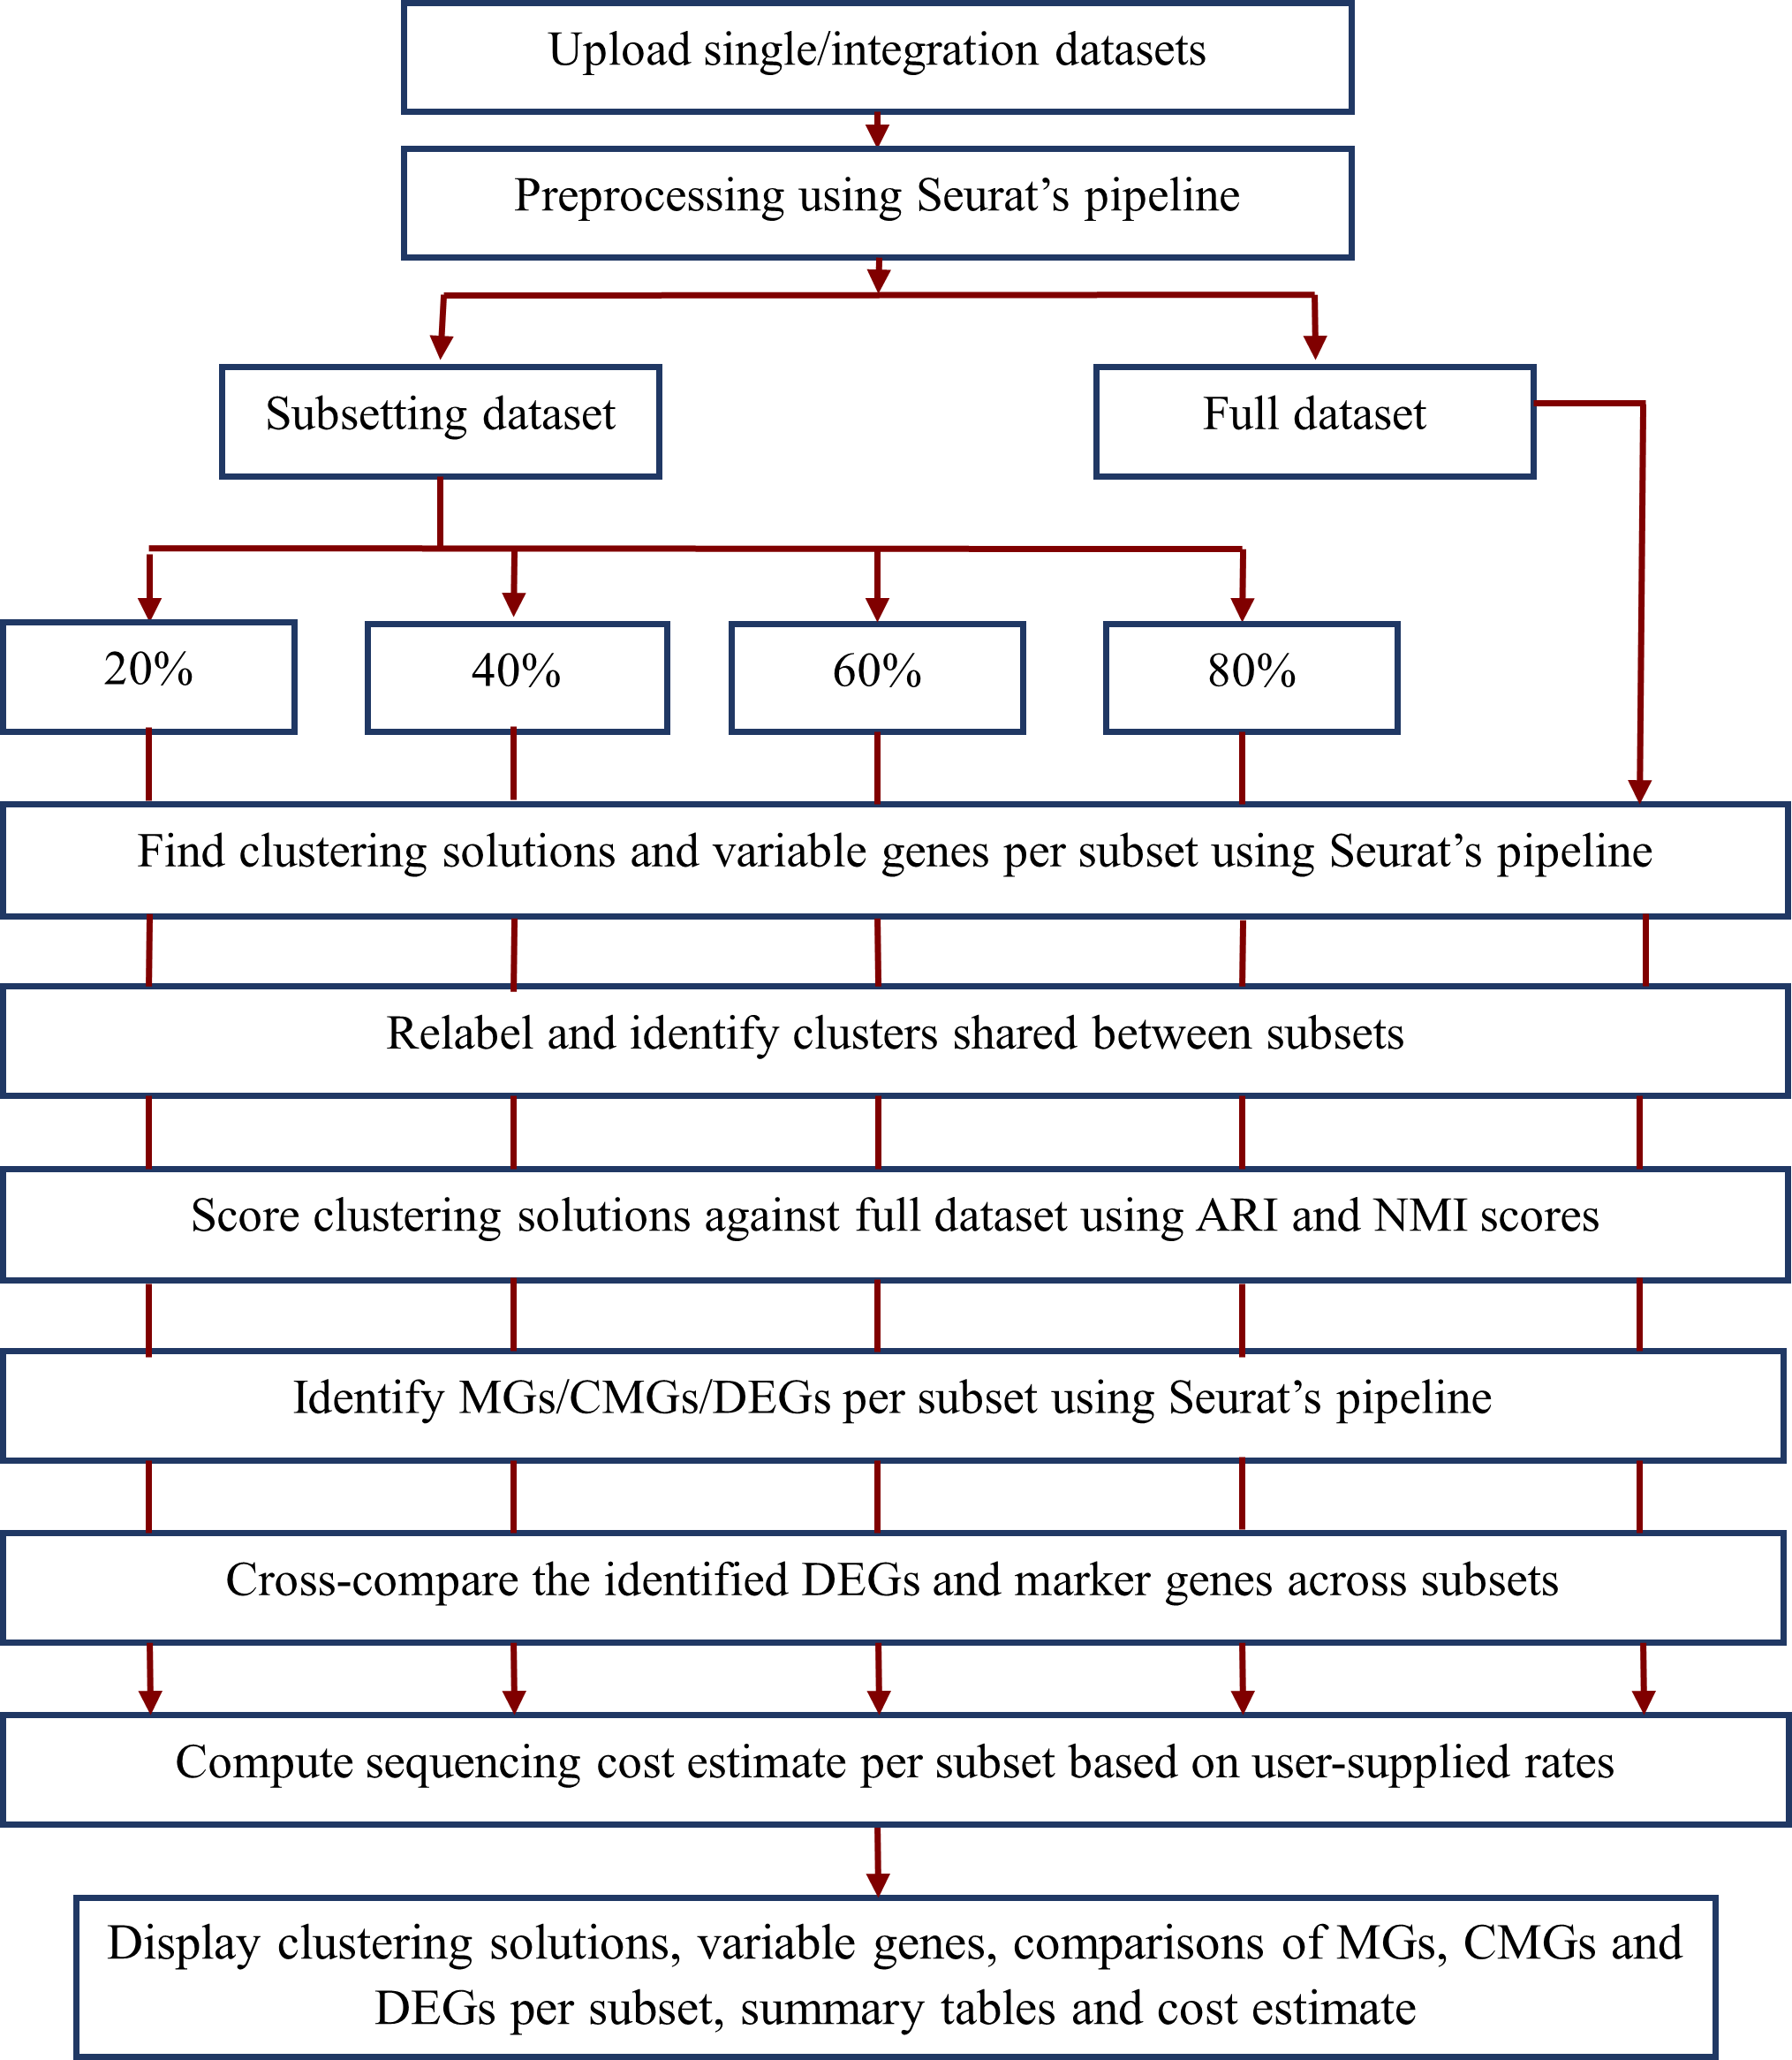 Upload single/integration datasets
Preprocessing using Seurat’s pipeline
Subsetting dataset
Full dataset
20%
40%
60%
80%
Find clustering solutions and variable genes per subset using Seurat’s pipeline
Relabel and identify clusters shared between subsets
Score clustering solutions against full dataset using ARI and NMI scores
Identify MGs/CMGs/DEGs per subset using Seurat’s pipeline
Cross-compare the identified DEGs and marker genes across subsets
Compute sequencing cost estimate per subset based on user-supplied rates
Display clustering solutions, variable genes, comparisons of MGs, CMGs and
DEGs per subset, summary tables and cost estimate